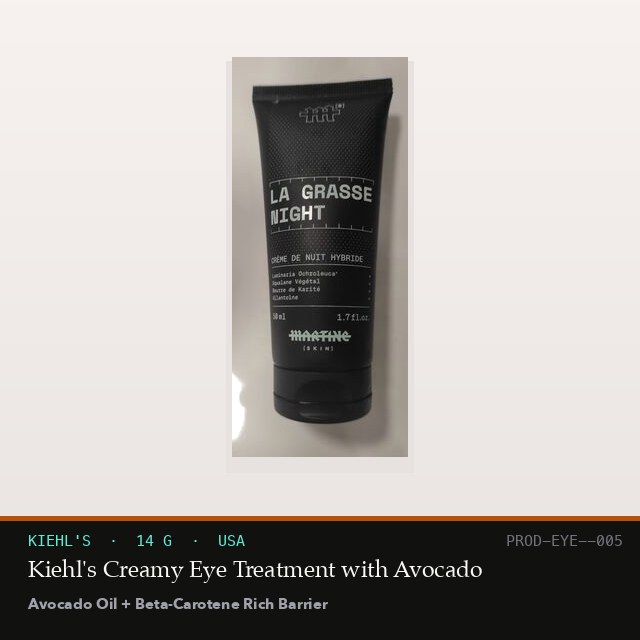 LA GRASSE
NIGHT
CRÈME DE NUIT HYBRIDE
Laminaria Ochroleuca*
Squalane Végétal
Beurre de Karité
Allantoïne
50 ml 1.7 fl.oz.
MARTINE
[SKIN]
KIEHL'S · 14 G · USA
PROD-EYE--005
Kiehl's Creamy Eye Treatment with Avocado
Avocado Oil + Beta-Carotene Rich Barrier